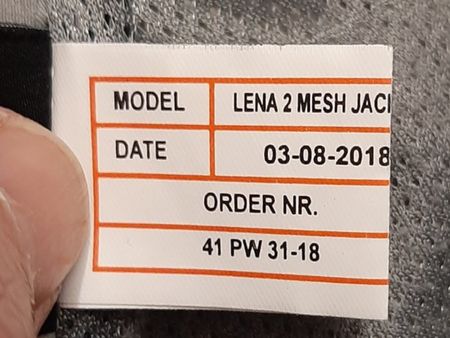 MODEL LENA 2 MESH JAC
DATE 03-08-2018
ORDER NR.
41 PW 31-18